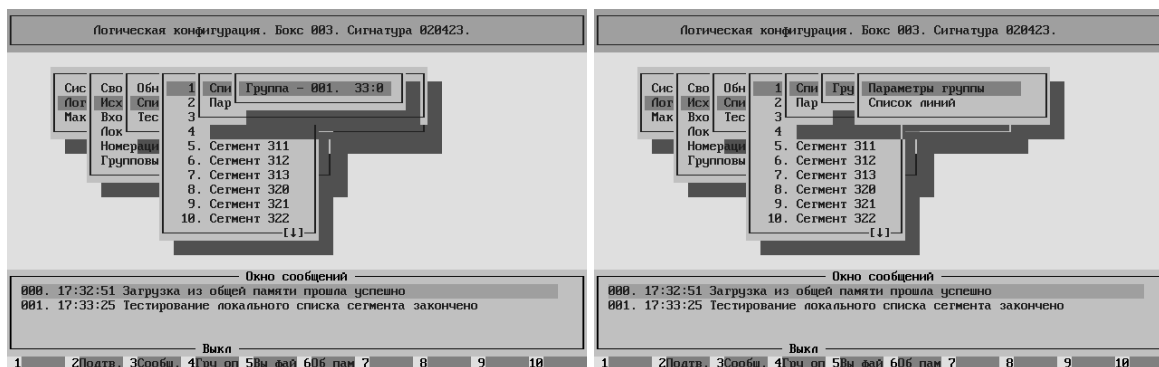 Логическая конфигурация. Бокс 003. Сигнатура 020423.
Сис Сво Обн 1 Спи Группа - 001. 33:0
Лог Исх Спи 2 Пар
Мак Вхо Тес 3
Лок 4
Номерации 5. Сегмент 311
Групповы 6. Сегмент 312
7. Сегмент 313
8. Сегмент 320
9. Сегмент 321
10. Сегмент 322
[↓]
Окно сообщений
000. 17:32:51 Загрузка из общей памяти прошла успешно
001. 17:33:25 Тестирование локального списка сегмента закончено
Выкл
1 2Подтв. 3Сообщ. 4Гру оп 5Вы фай 6Об пам 7 8 9 10
Логическая конфигурация. Бокс 003. Сигнатура 020423.
Сис Сво Обн 1 Спи Гру Параметры группы
Лог Исх Спи 2 Пар Список линий
Мак Вхо Тес 3
Лок 4
Номерации 5. Сегмент 311
Групповы 6. Сегмент 312
7. Сегмент 313
8. Сегмент 320
9. Сегмент 321
10. Сегмент 322
[↓]
Окно сообщений
000. 17:32:51 Загрузка из общей памяти прошла успешно
001. 17:33:25 Тестирование локального списка сегмента закончено
Выкл
1 2Подтв. 3Сообщ. 4Гру оп 5Вы фай 6Об пам 7 8 9 10